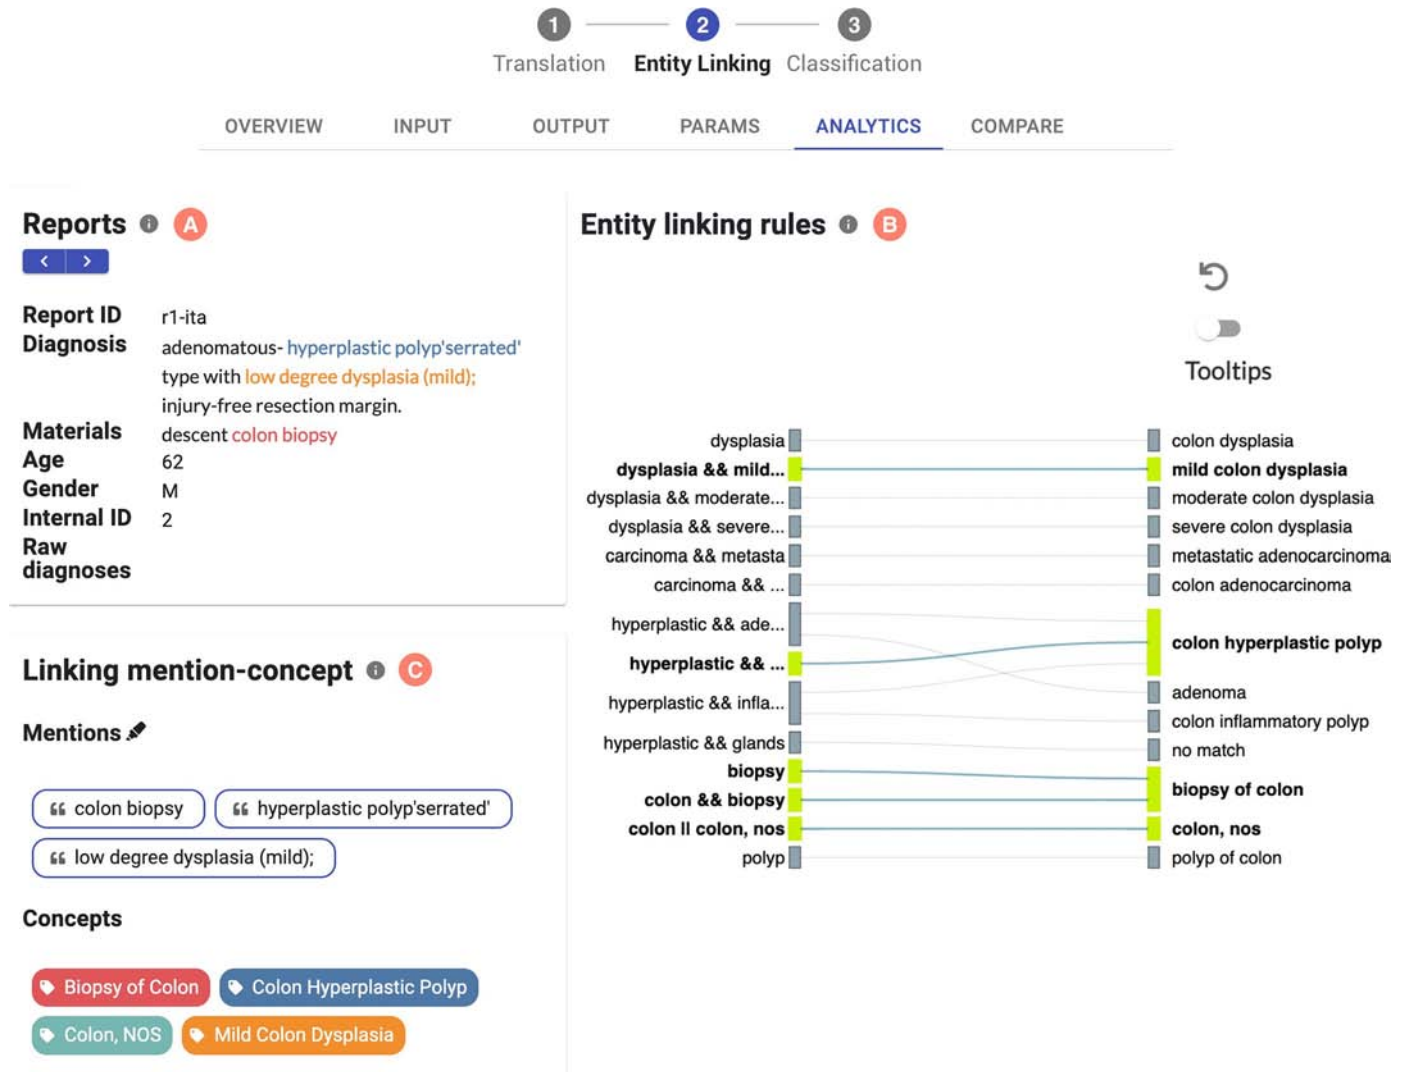 1 2 3
Translation Entity Linking Classification
OVERVIEW INPUT OUTPUT PARAMS ANALYTICS COMPARE
Reports A
Report ID r1-ita
Diagnosis adenomatous- hyperplastic polyp'serrated'
type with low degree dysplasia (mild);
injury-free resection margin.
Materials descent colon biopsy
Age 62
Gender M
Internal ID 2
Raw
diagnoses
Linking mention-concept C
Mentions
colon biopsy hyperplastic polyp'serrated'
low degree dysplasia (mild);
Concepts
Biopsy of Colon Colon Hyperplastic Polyp
Colon, NOS Mild Colon Dysplasia
Entity linking rules B
Tooltips
dysplasia colon dysplasia
dysplasia && mild... mild colon dysplasia
dysplasia && moderate... moderate colon dysplasia
dysplasia && severe... severe colon dysplasia
carcinoma && metasta metastatic adenocarcinoma
carcinoma && ... colon adenocarcinoma
hyperplastic && ade...
colon hyperplastic polyp
hyperplastic && ...
adenoma
hyperplastic && infla...
colon inflammatory polyp
hyperplastic && glands no match
biopsy
biopsy of colon
colon && biopsy
colon || colon, nos colon, nos
polyp polyp of colon